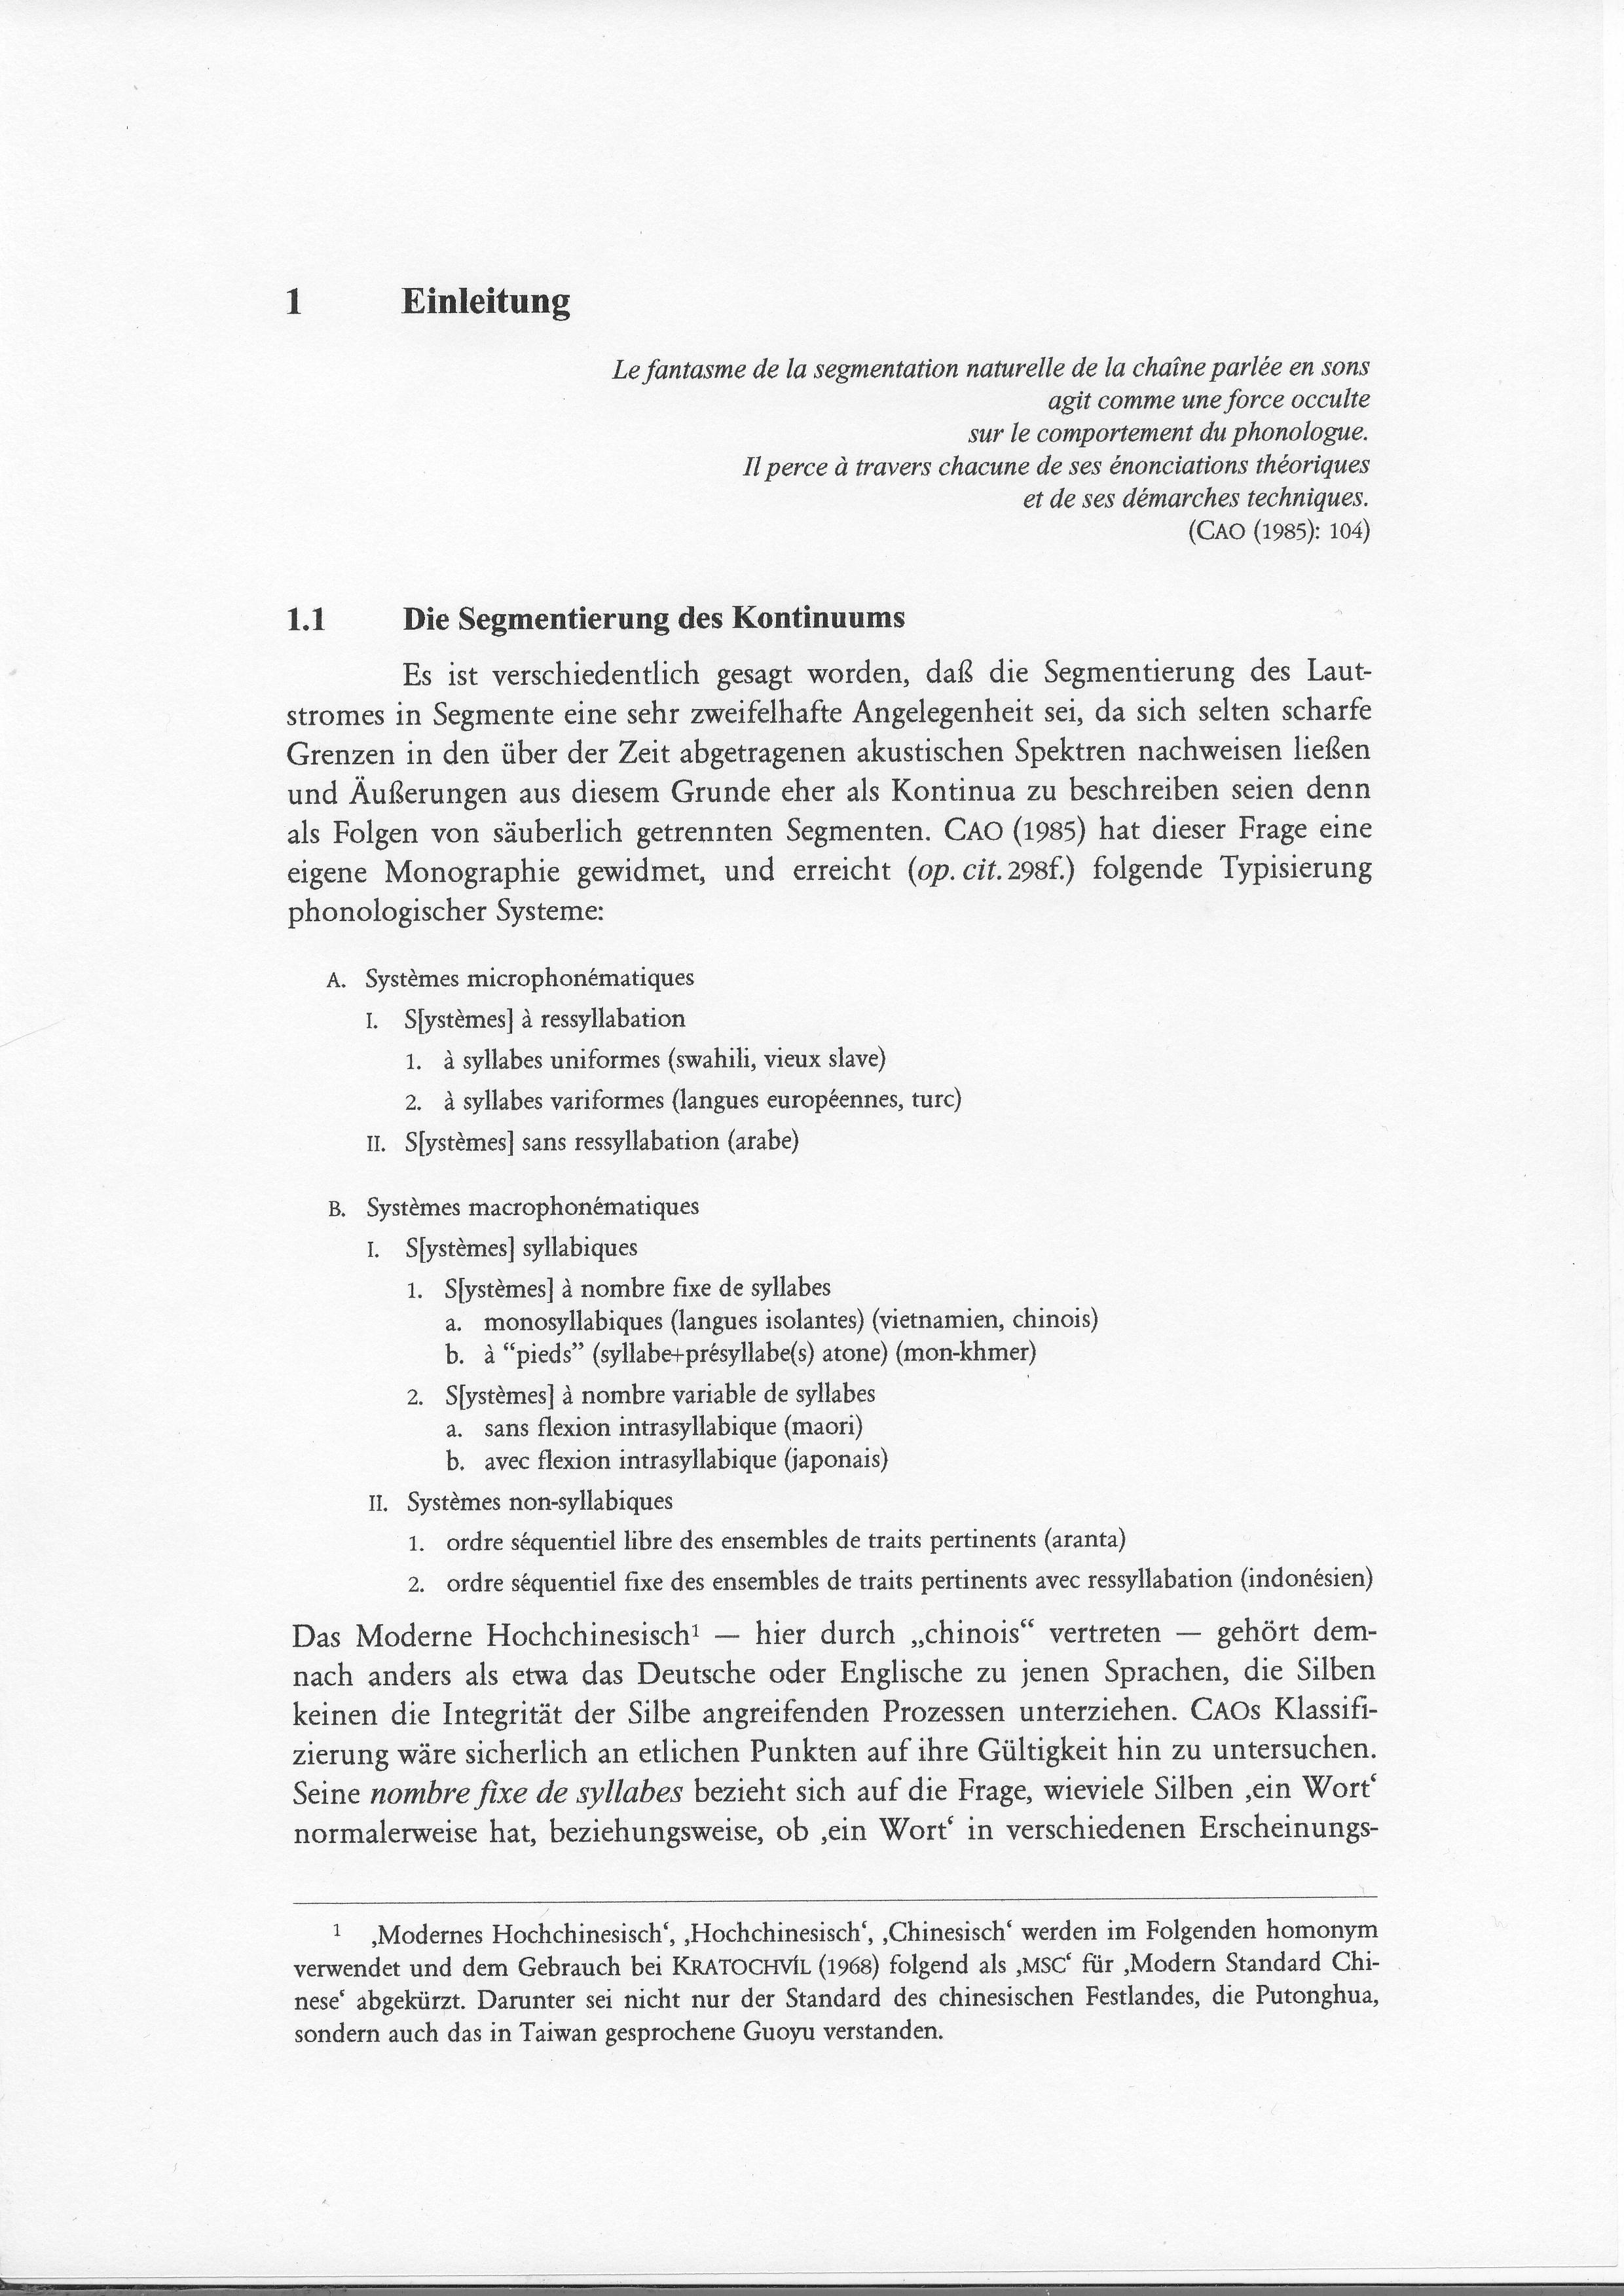 1 Einleitung
Le fantasme de la segmentation naturelle de la chaîne parlée en sons
agit comme une force occulte
sur le comportement du phonologue.
Il perce à travers chacune de ses énonciations théoriques
et de ses démarches techniques.
(CAO (1985): 104)
1.1 Die Segmentierung des Kontinuums
Es ist verschiedentlich gesagt worden, daß die Segmentierung des Laut-
stromes in Segmente eine sehr zweifelhafte Angelegenheit sei, da sich selten scharfe
Grenzen in den über der Zeit abgetragenen akustischen Spektren nachweisen ließen
und Äußerungen aus diesem Grunde eher als Kontinua zu beschreiben seien denn
als Folgen von säuberlich getrennten Segmenten. CAO (1985) hat dieser Frage eine
eigene Monographie gewidmet, und erreicht (op. cit. 298f.) folgende Typisierung
phonologischer Systeme:
A. Systèmes microphonématiques
I. S[ystèmes] à ressyllabation
1. à syllabes uniformes (swahili, vieux slave)
2. à syllabes variformes (langues européennes, turc)
II. S[ystèmes] sans ressyllabation (arabe)
B. Systèmes macrophonématiques
I. S[ystèmes] syllabiques
1. S[ystèmes] à nombre fixe de syllabes
a. monosyllabiques (langues isolantes) (vietnamien, chinois)
b. à “pieds” (syllabe+présyllabe(s) atone) (mon-khmer)
2. S[ystèmes] à nombre variable de syllabes
a. sans flexion intrasyllabique (maori)
b. avec flexion intrasyllabique (japonais)
II. Systèmes non-syllabiques
1. ordre séquentiel libre des ensembles de traits pertinents (aranta)
2. ordre séquentiel fixe des ensembles de traits pertinents avec ressyllabation (indonésien)
Das Moderne Hochchinesisch¹ — hier durch „chinois“ vertreten — gehört dem-
nach anders als etwa das Deutsche oder Englische zu jenen Sprachen, die Silben
keinen die Integrität der Silbe angreifenden Prozessen unterziehen. CAOs Klassifi-
zierung wäre sicherlich an etlichen Punkten auf ihre Gültigkeit hin zu untersuchen.
Seine nombre fixe de syllabes bezieht sich auf die Frage, wieviele Silben ‚ein Wort‘
normalerweise hat, beziehungsweise, ob ‚ein Wort‘ in verschiedenen Erscheinungs-
¹ ‚Modernes Hochchinesisch‘, ‚Hochchinesisch‘, ‚Chinesisch‘ werden im Folgenden homonym
verwendet und dem Gebrauch bei KRATOCHVÍL (1968) folgend als ‚MSC‘ für ‚Modern Standard Chi-
nese‘ abgekürzt. Darunter sei nicht nur der Standard des chinesischen Festlandes, die Putonghua,
sondern auch das in Taiwan gesprochene Guoyu verstanden.